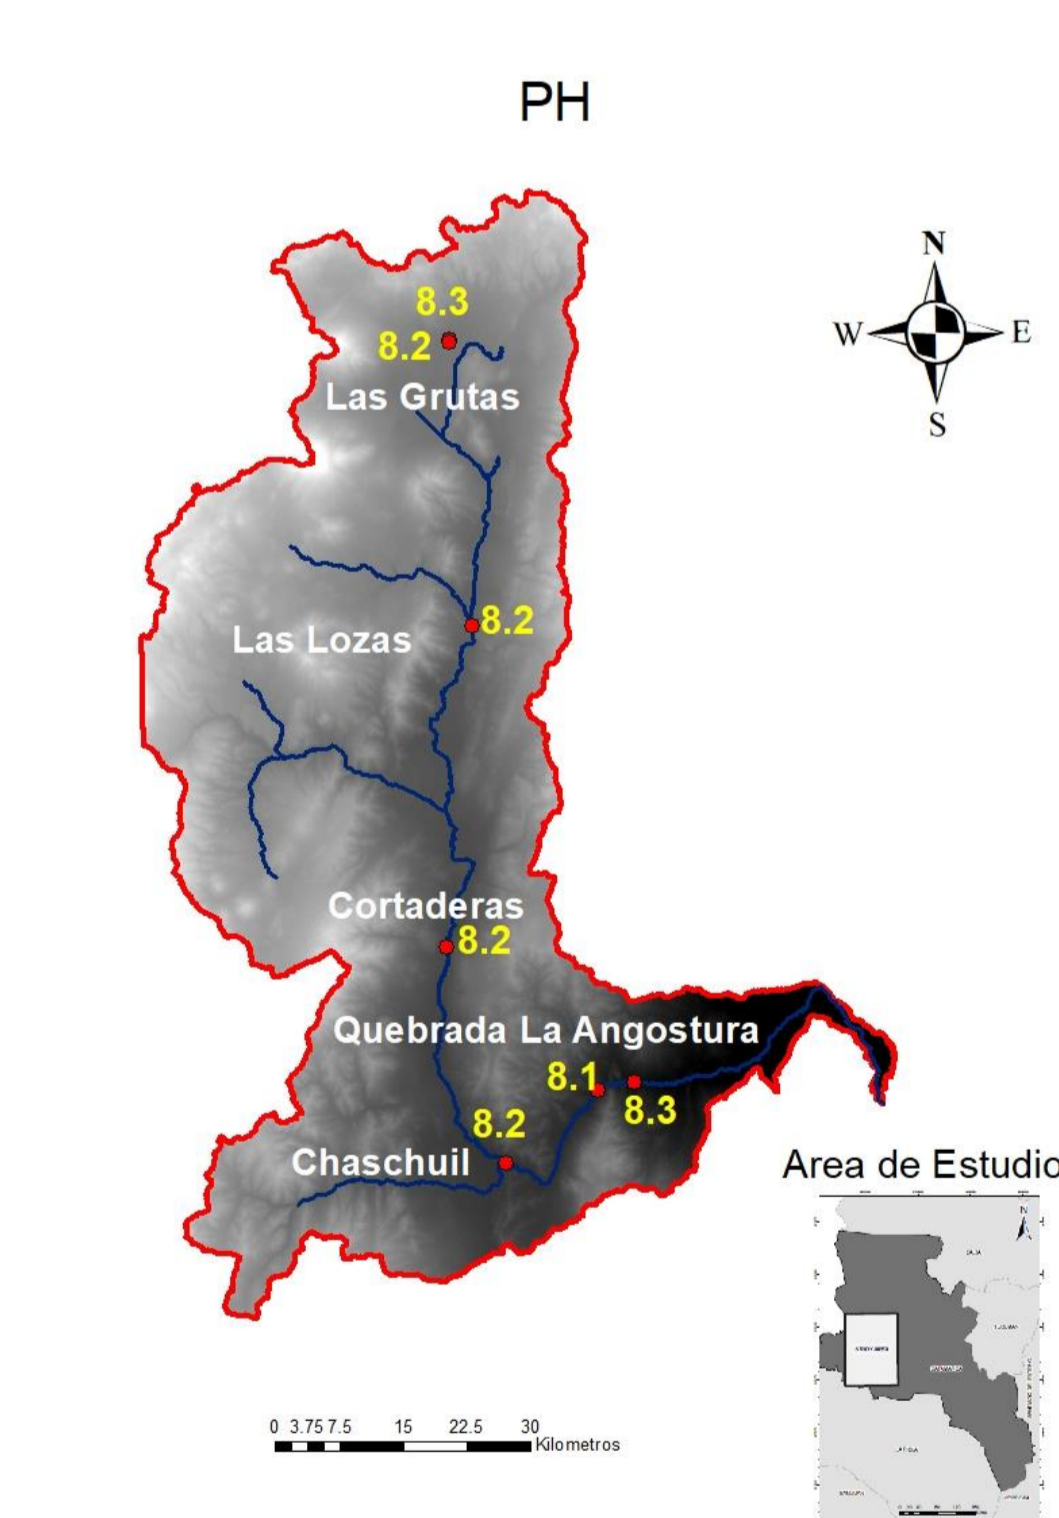 PH
N
W E
S
8.3
8.2
Las Grutas
8.2
Las Lozas
Cortaderas
8.2
Quebrada La Angostura
8.1
8.3
8.2
Chaschuil
Area de Estudio
N
0 3.75 7.5 15 22.5 30
Kilometros